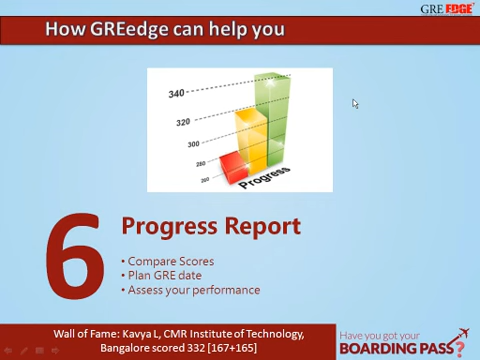 GRE EDGE
How GREedge can help you
340
320
300
280
260
Progress
6
Progress Report
• Compare Scores
• Plan GRE date
• Assess your performance
Wall of Fame: Kavya L, CMR Institute of Technology,
Bangalore scored 332 [167+165]
Have you got your
BOARDING PASS?